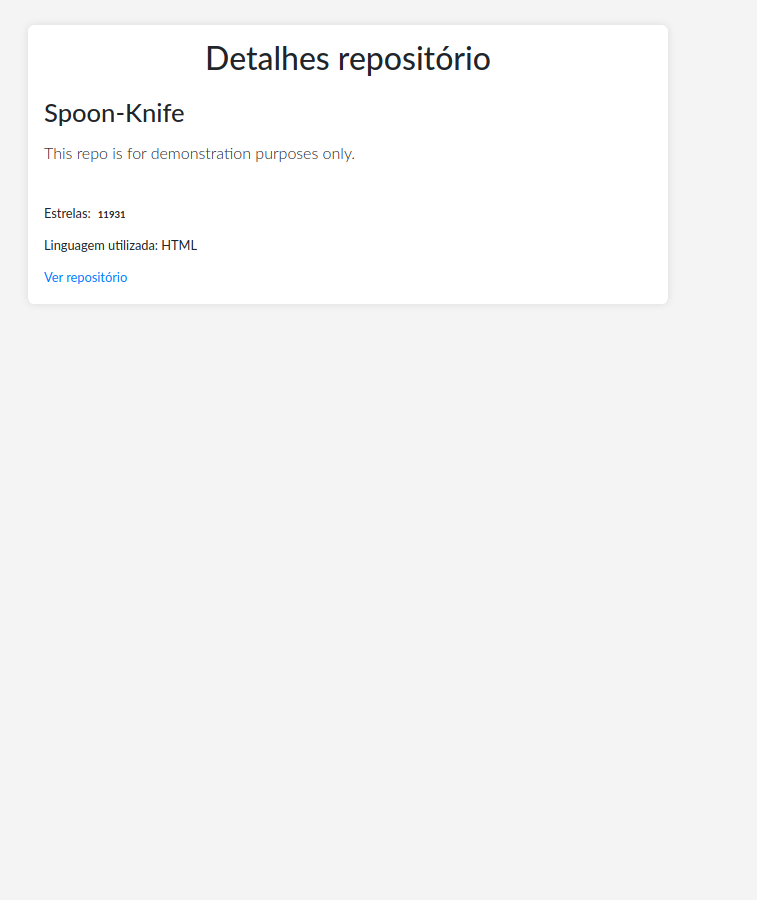 Detalhes repositório
Spoon-Knife
This repo is for demonstration purposes only.
Estrelas: 11931
Linguagem utilizada: HTML
Ver repositório